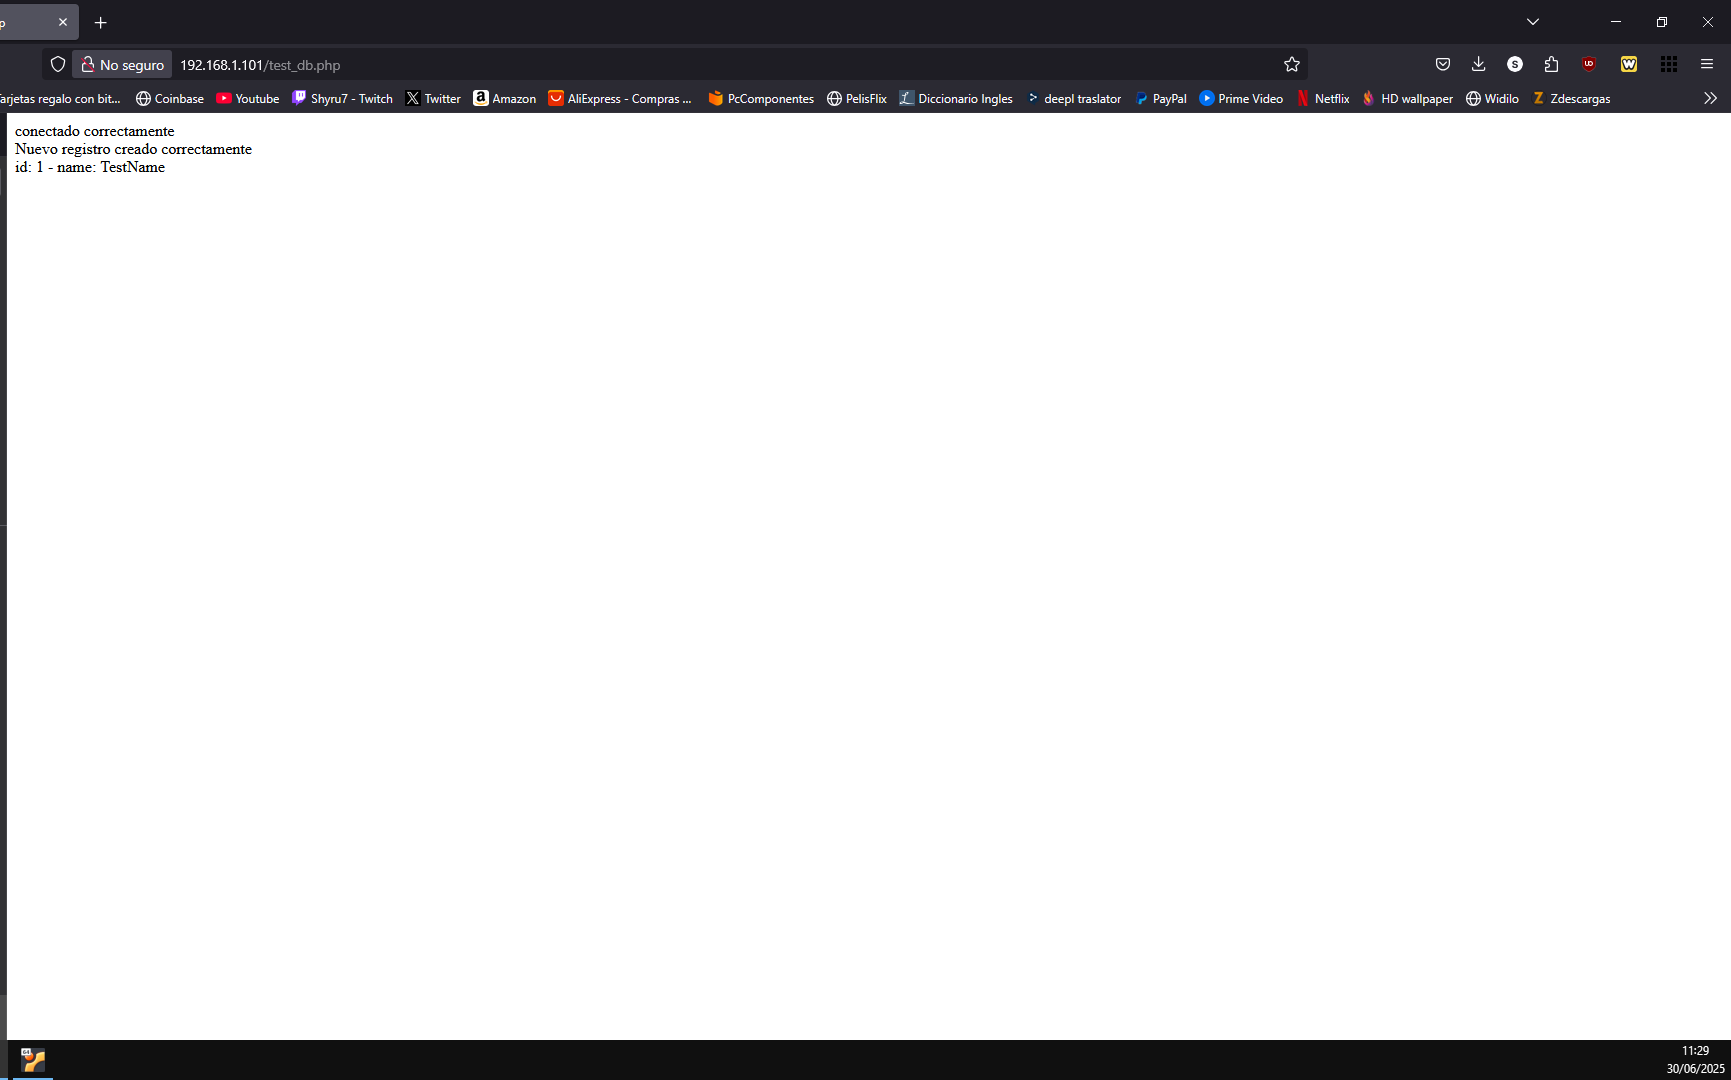 p
No seguro
192.168.1.101/test_db.php
S
UD
W
arjetas regalo con bit...
Coinbase
Youtube
Shyru7 - Twitch
X Twitter
a Amazon
AliExpress - Compras ...
PcComponentes
PelisFlix
Diccionario Ingles
deepl traslator
PayPal
Prime Video
N Netflix
HD wallpaper
Widilo
Z Zdescargas
conectado correctamente
Nuevo registro creado correctamente
id: 1 - name: TestName
64
11:29
30/06/2025